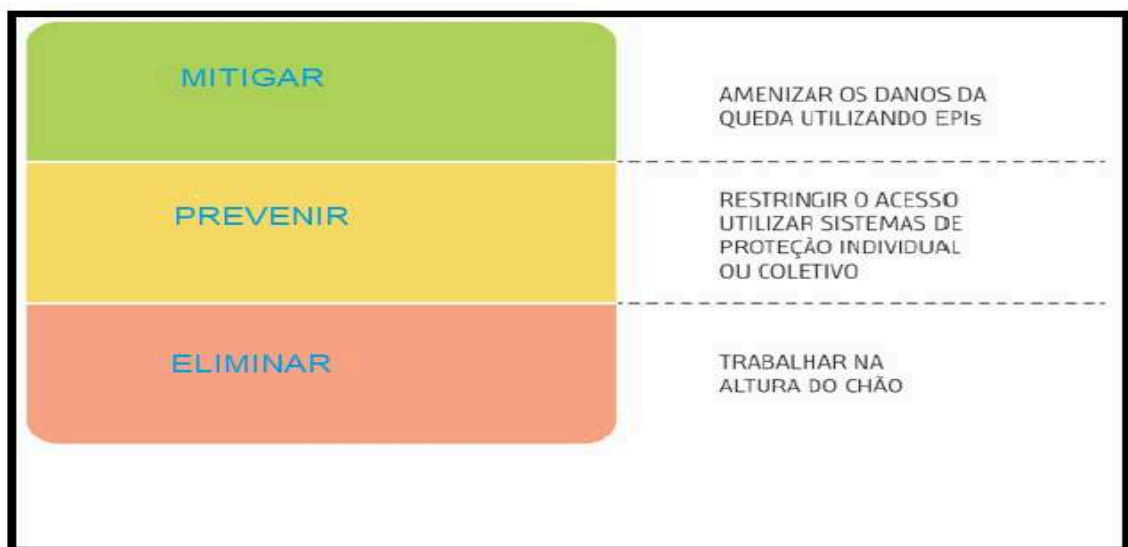 MITIGAR
AMENIZAR OS DANOS DA
QUEDA UTILIZANDO EPIs
PREVENIR
RESTRINGIR O ACESSO
UTILIZAR SISTEMAS DE
PROTEÇÃO INDIVIDUAL
OU COLETIVO
ELIMINAR
TRABALHAR NA
ALTURA DO CHÃO